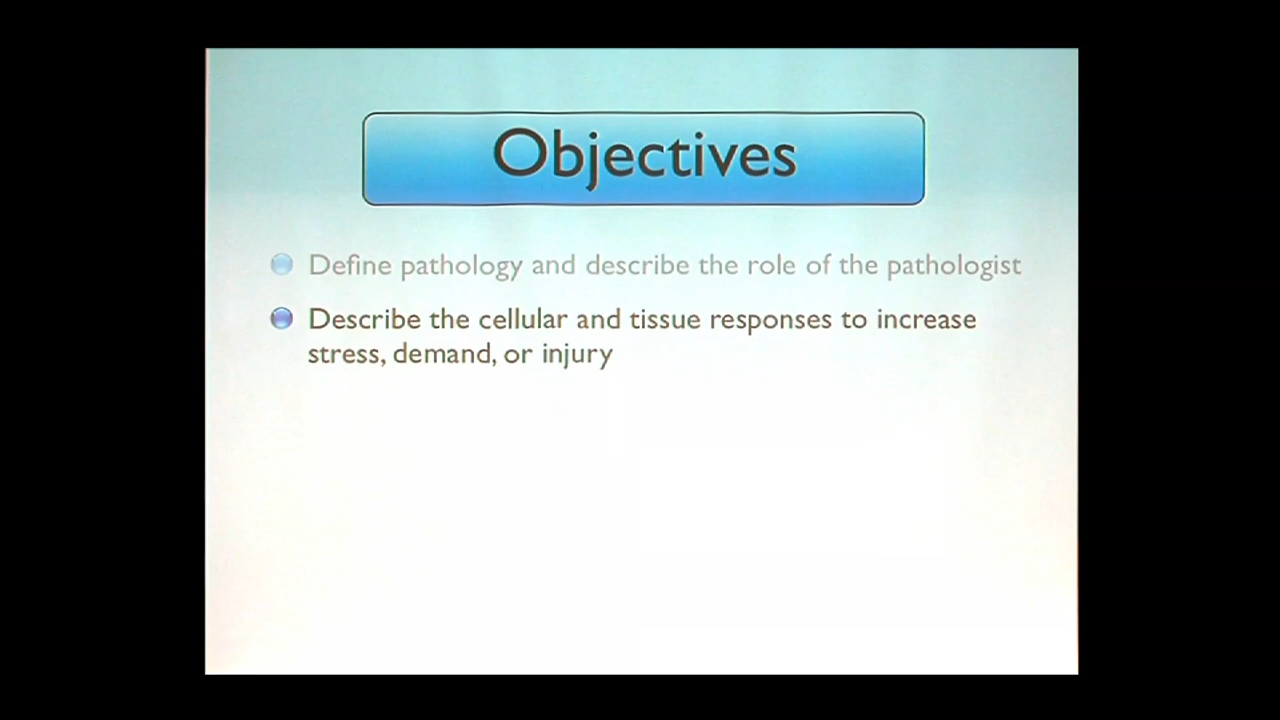 Objectives
Define pathology and describe the role of the pathologist
Describe the cellular and tissue responses to increase
stress, demand, or injury